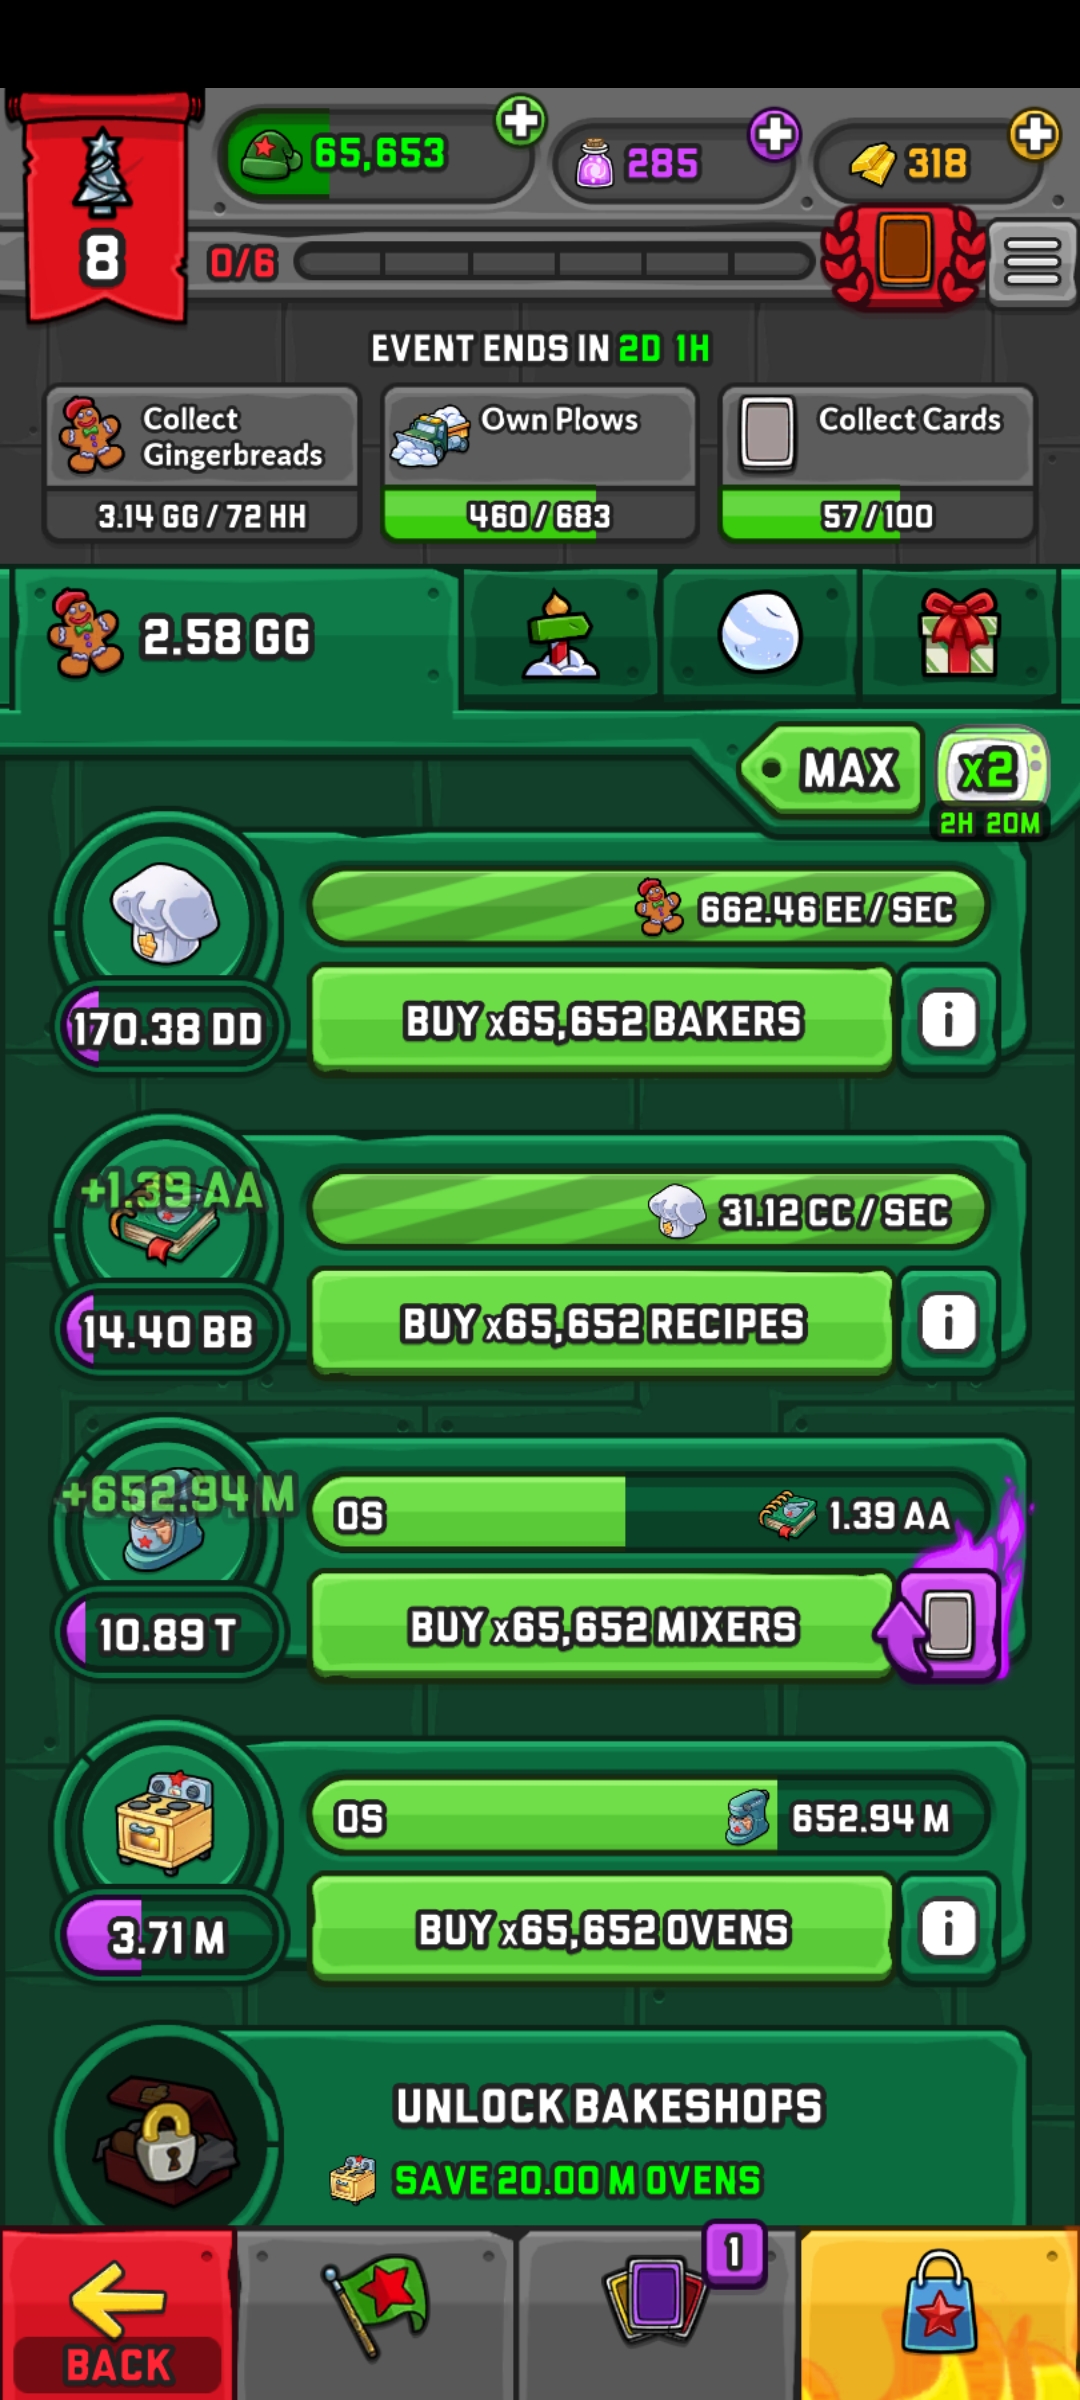 65,653
285
318
8
0/6
EVENT ENDS IN 2D 1H
Collect
Gingerbreads
Own Plows
Collect Cards
3.14 GG / 72 HH
460 / 683
57 / 100
2.58 GG
MAX
x2
2H 20M
662.46 EE / SEC
170.38 DD
BUY x65,652 BAKERS
i
+1.39 AA
31.12 CC / SEC
14.40 BB
BUY x65,652 RECIPES
i
+652.94 M
0S
1.39 AA
10.89 T
BUY x65,652 MIXERS
0S
652.94 M
3.71 M
BUY x65,652 OVENS
i
UNLOCK BAKESHOPS
SAVE 20.00 M OVENS
1
BACK